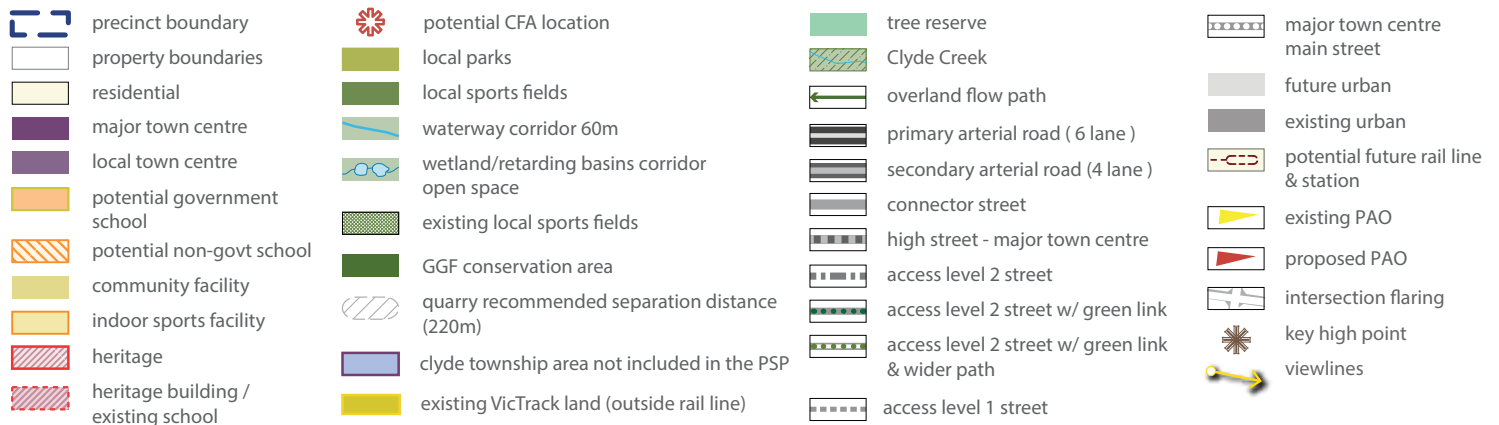 precinct boundary
property boundaries
residential
major town centre
local town centre
potential government
school
potential non-govt school
community facility
indoor sports facility
heritage
heritage building /
existing school
potential CFA location
local parks
local sports fields
waterway corridor 60m
wetland/retarding basins corridor
open space
existing local sports fields
GGF conservation area
quarry recommended separation distance
(220m)
clyde township area not included in the PSP
existing VicTrack land (outside rail line)
tree reserve
Clyde Creek
overland flow path
primary arterial road ( 6 lane )
secondary arterial road (4 lane )
connector street
high street - major town centre
access level 2 street
access level 2 street w/ green link
access level 2 street w/ green link
& wider path
access level 1 street
major town centre
main street
future urban
existing urban
potential future rail line
& station
existing PAO
proposed PAO
intersection flaring
key high point
viewlines